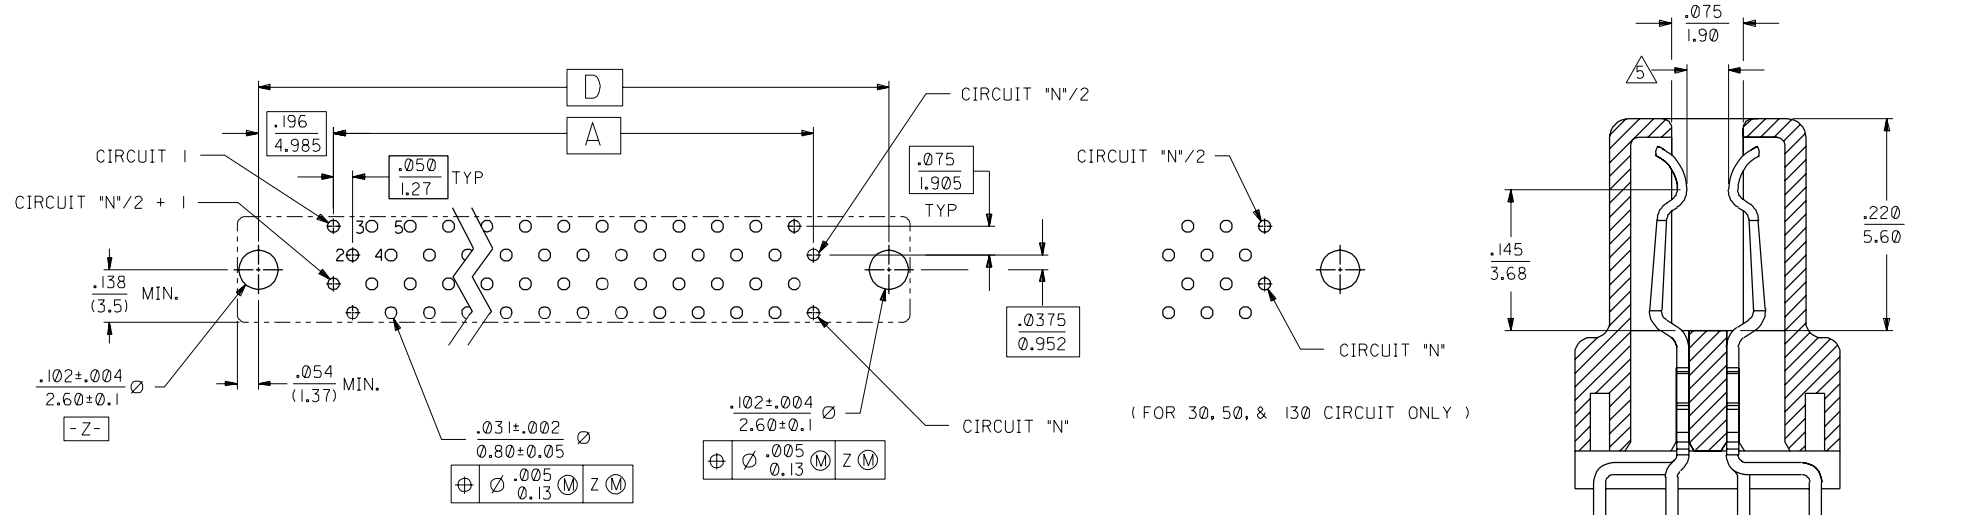 D
A
.196
4.985
.050
1.27
TYP
CIRCUIT 1
CIRCUIT "N"/2 + 1
CIRCUIT "N"/2
.075
1.905
TYP
3
5
2
4
.138
(3.5)
MIN.
.054
(1.37)
MIN.
.102±.004
2.60±0.1
Ø
-Z-
.031±.002
0.80±0.05
Ø
⌖ Ø .005 Ⓜ Z Ⓜ
0.13
.102±.004
2.60±0.1
Ø
⌖ Ø .005 Ⓜ Z Ⓜ
0.13
CIRCUIT "N"
.0375
0.952
CIRCUIT "N"/2
CIRCUIT "N"
(FOR 30, 50, & 130 CIRCUIT ONLY )
.075
1.90
5
.145
3.68
.220
5.60